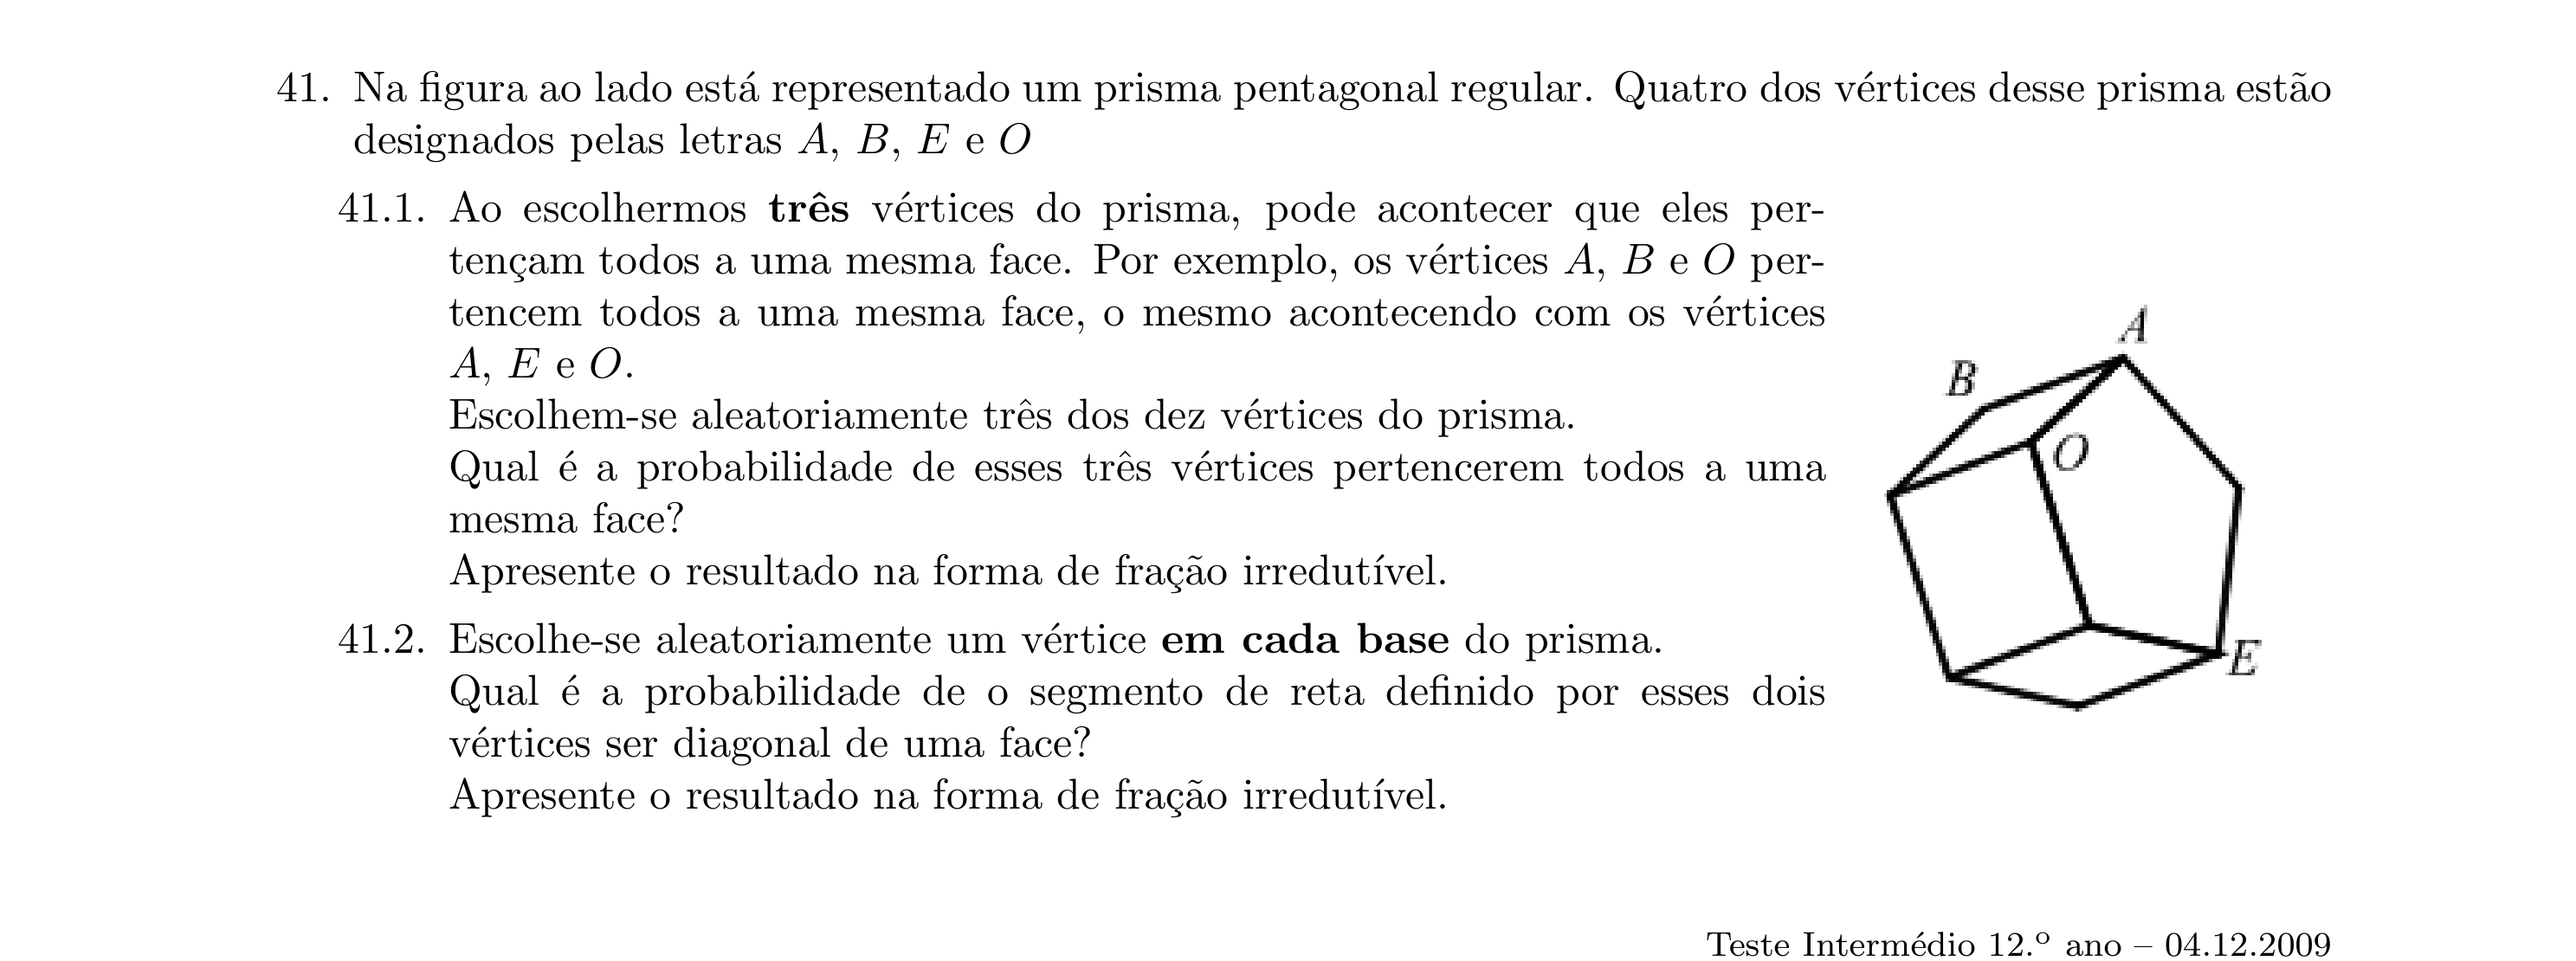 41. Na figura ao lado está representado um prisma pentagonal regular. Quatro dos vértices desse prisma estão
designados pelas letras A, B, E e O
41.1. Ao escolhermos três vértices do prisma, pode acontecer que eles per-
tençam todos a uma mesma face. Por exemplo, os vértices A, B e O per-
tencem todos a uma mesma face, o mesmo acontecendo com os vértices
A, E e O.
Escolhem-se aleatoriamente três dos dez vértices do prisma.
Qual é a probabilidade de esses três vértices pertencerem todos a uma
mesma face?
Apresente o resultado na forma de fração irredutível.
41.2. Escolhe-se aleatoriamente um vértice em cada base do prisma.
Qual é a probabilidade de o segmento de reta definido por esses dois
vértices ser diagonal de uma face?
Apresente o resultado na forma de fração irredutível.
A
B
O
E
Teste Intermédio 12.º ano – 04.12.2009